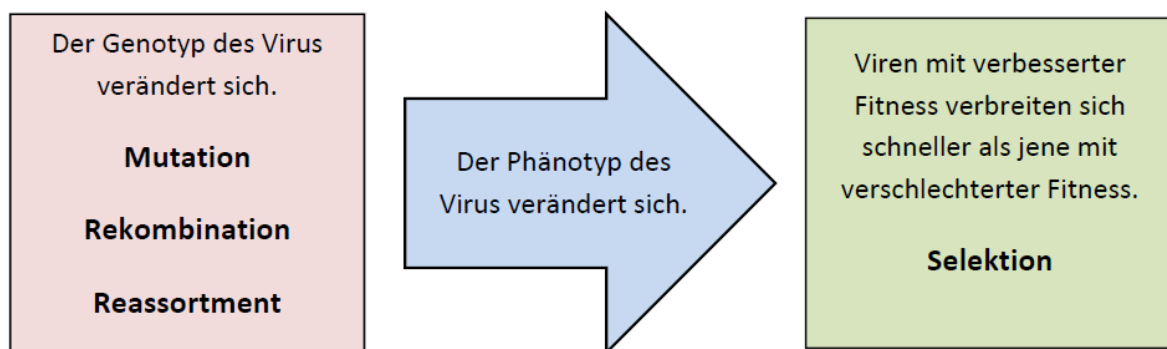 Der Genotyp des Virus
verändert sich.
Mutation
Rekombination
Reassortment
Der Phänotyp des
Virus verändert sich.
Viren mit verbesserter
Fitness verbreiten sich
schneller als jene mit
verschlechterter Fitness.
Selektion